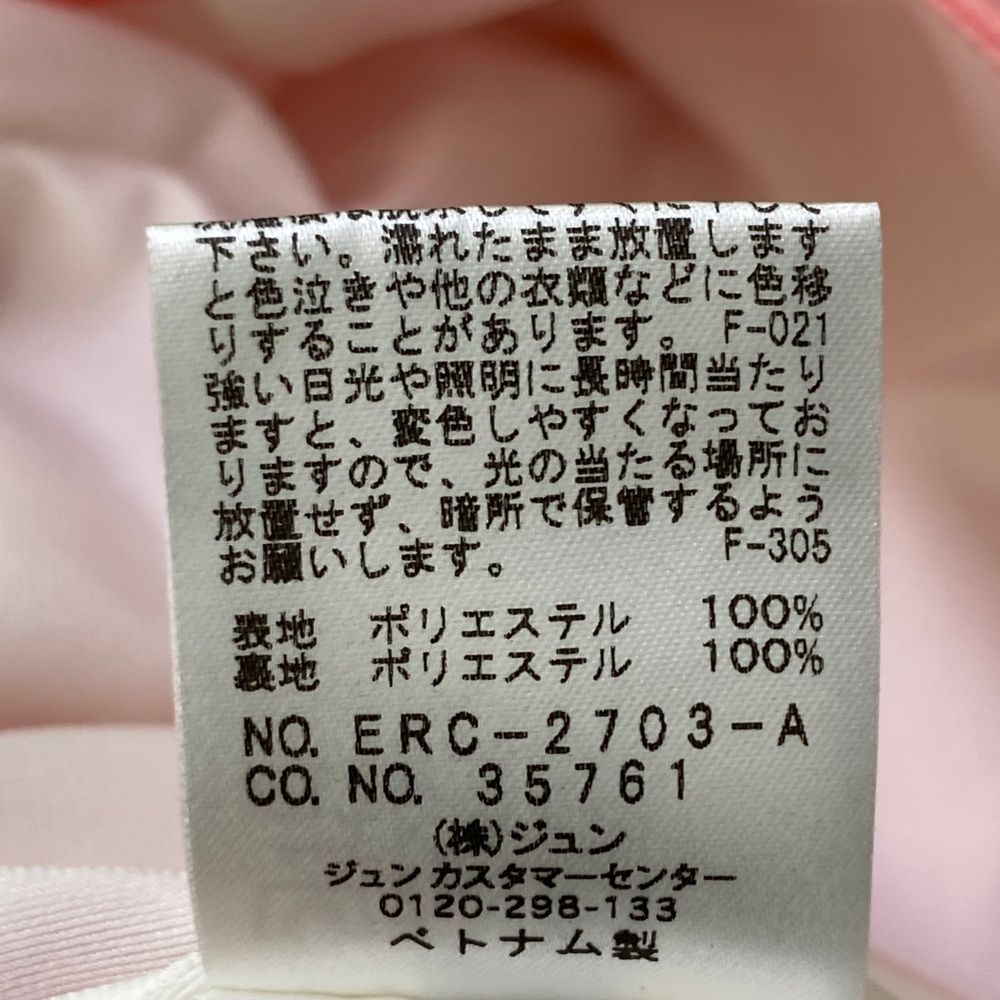 下さい。濡れたまま放置します
と色泣きや他の衣類などに色移
りすることがあります。 F-021
強い日光や照明に長時間当たり
ますと、変色しやすくなってお
りますので、光の当たる場所に
放置せず、暗所で保管するよう
お願いします。 F-305
表地 ポリエステル 100%
裏地 ポリエステル 100%
NO. ERC-2703-A
CO. NO. 35761
(株)ジュン
ジュンカスタマーセンター
0120-298-133
ベトナム製